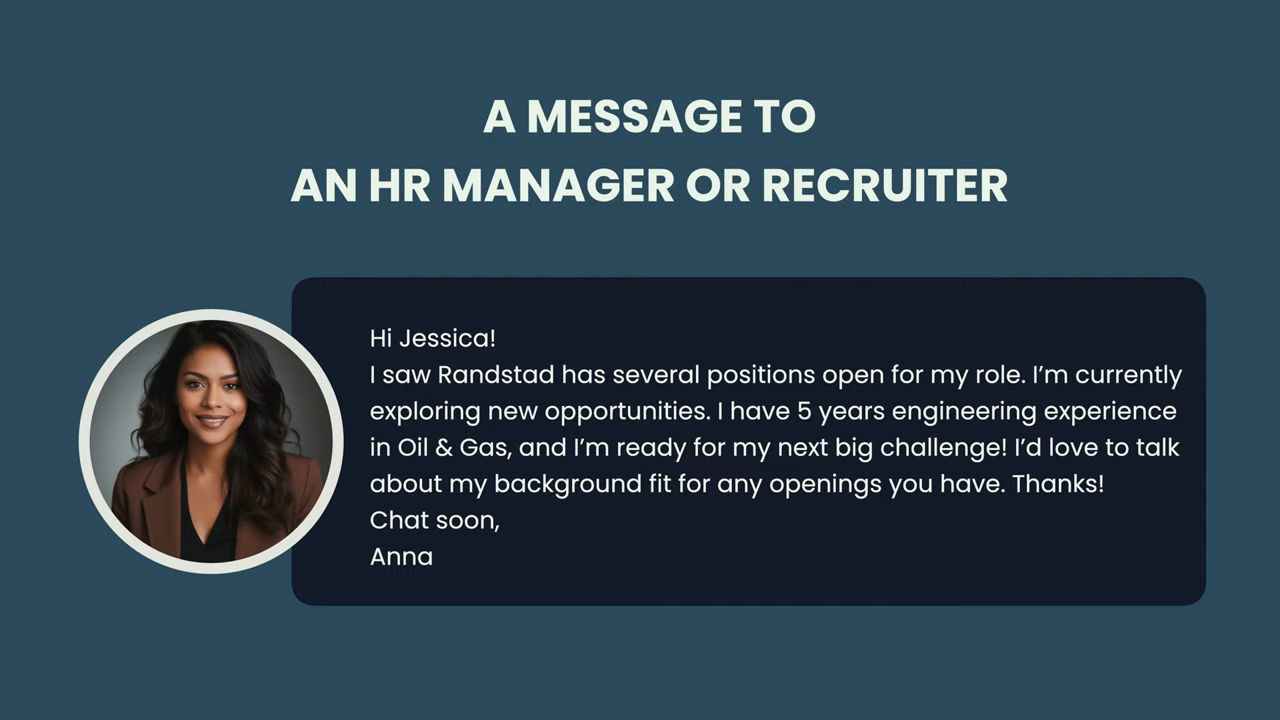 A MESSAGE TO
AN HR MANAGER OR RECRUITER
Hi Jessica!
I saw Randstad has several positions open for my role. I’m currently
exploring new opportunities. I have 5 years engineering experience
in Oil & Gas, and I’m ready for my next big challenge! I’d love to talk
about my background fit for any openings you have. Thanks!
Chat soon,
Anna